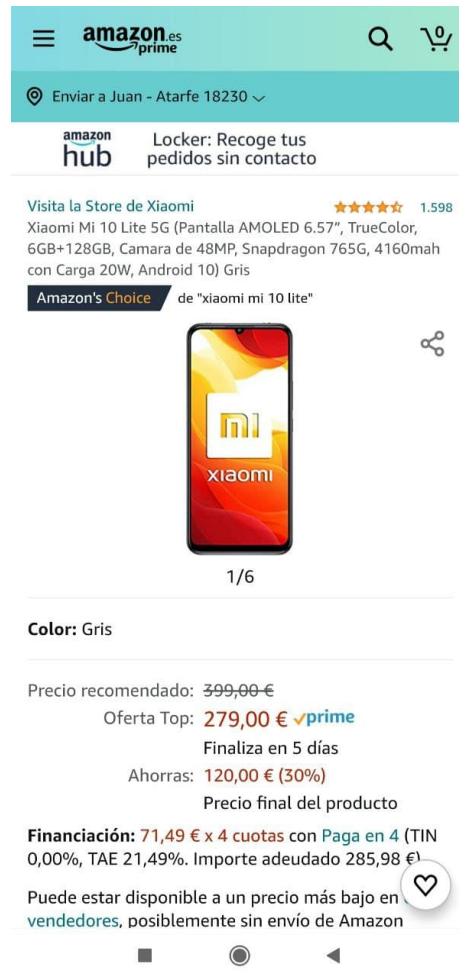 amazon.es
prime
0
Enviar a Juan - Atarfe 18230
amazon
hub
Locker: Recoge tus
pedidos sin contacto
Visita la Store de Xiaomi 1.598
Xiaomi Mi 10 Lite 5G (Pantalla AMOLED 6.57”, TrueColor,
6GB+128GB, Camara de 48MP, Snapdragon 765G, 4160mah
con Carga 20W, Android 10) Gris
Amazon's Choice de "xiaomi mi 10 lite"
mi
xiaomi
1/6
Color: Gris
Precio recomendado: 399,00 €
Oferta Top: 279,00 € prime
Finaliza en 5 días
Ahorras: 120,00 € (30%)
Precio final del producto
Financiación: 71,49 € x 4 cuotas con Paga en 4 (TIN
0,00%, TAE 21,49%. Importe adeudado 285,98 €)
Puede estar disponible a un precio más bajo en
vendedores, posiblemente sin envío de Amazon